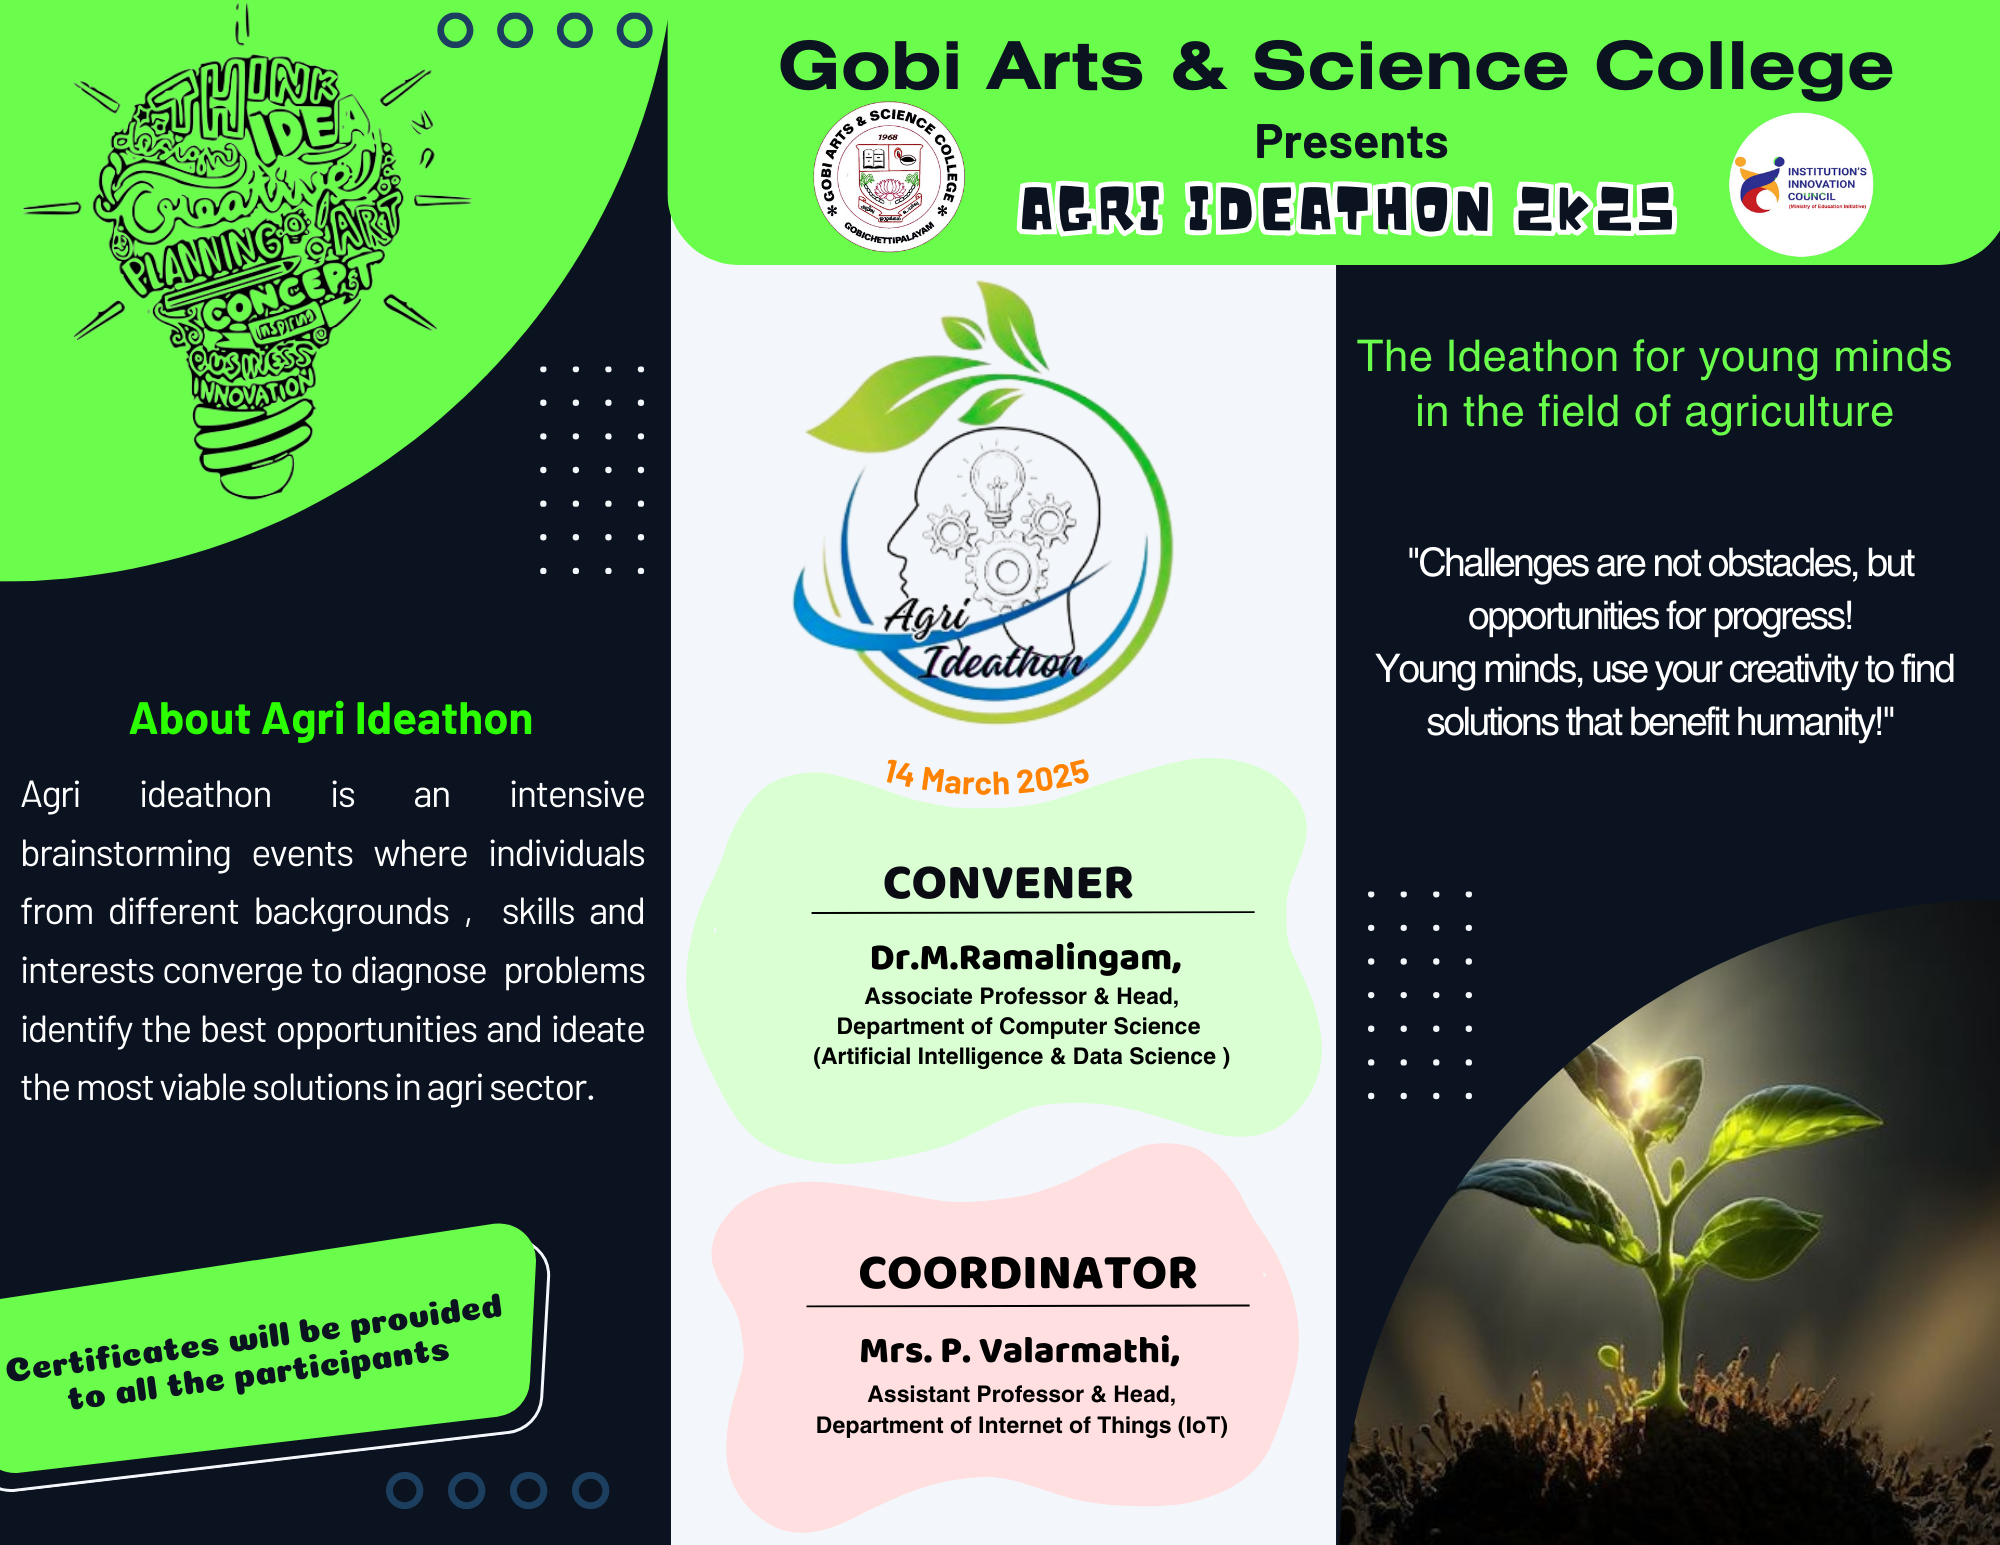 Gobi Arts & Science College
Presents
AGRI IDEATHON 2K25
GOBI ARTS & SCIENCE COLLEGE
1968
GOBICHETTIPALAYAM
INSTITUTION'S
INNOVATION
COUNCIL
(Ministry of Education Initiative)
THINK
IDEA
design
Creative
ART
PLANNING
CONCEPT
Inspiring
BUSINESS
INNOVATION
About Agri Ideathon
Agri ideathon is an intensive
brainstorming events where individuals
from different backgrounds , skills and
interests converge to diagnose problems
identify the best opportunities and ideate
the most viable solutions in agri sector.
Certificates will be provided
to all the participants
Agri
Ideathon
14 March 2025
CONVENER
Dr.M.Ramalingam,
Associate Professor & Head,
Department of Computer Science
(Artificial Intelligence & Data Science )
COORDINATOR
Mrs. P. Valarmathi,
Assistant Professor & Head,
Department of Internet of Things (IoT)
The Ideathon for young minds
in the field of agriculture
"Challenges are not obstacles, but
opportunities for progress!
Young minds, use your creativity to find
solutions that benefit humanity!"